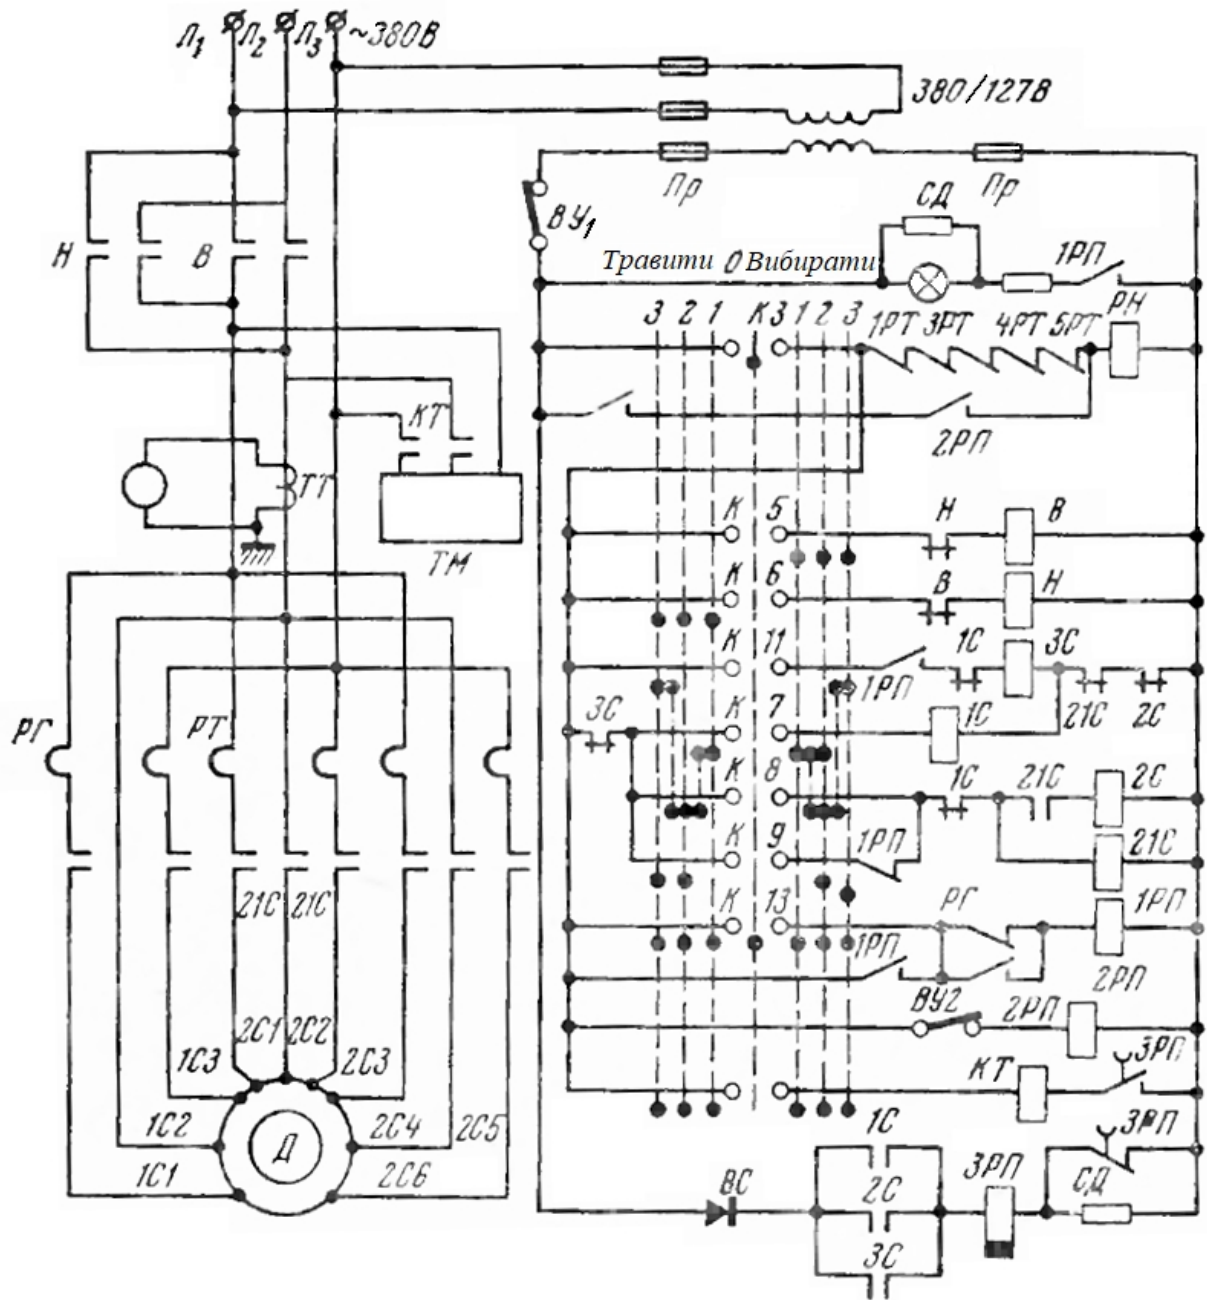 Л1 Л2 Л3 ~380В
380/127В
Пр Пр
ВУ1
СД
Травити 0 Вибирати
1РП
Н В
3 2 1 К 3 1 2 3
1РТ 3РТ 4РТ 5РТ
РН
2РП
КТ
ТТ
ТМ
К 5 Н В
К 6 В Н
К 11 1РП 1С 3С 21С 2С
РГ РТ
3С К 7 1С
К 8 1С 21С 2С
К 9 1РП 21С
21С 21С
К 13 РГ 1РП
1РП 2РП
ВУ2 2РП
2С1 2С2
1С3 2С3
КТ 3РП
1С2 2С4 2С5
Д
1С1 2С6
1С
3РП
ВС 2С 3РП СД
3С